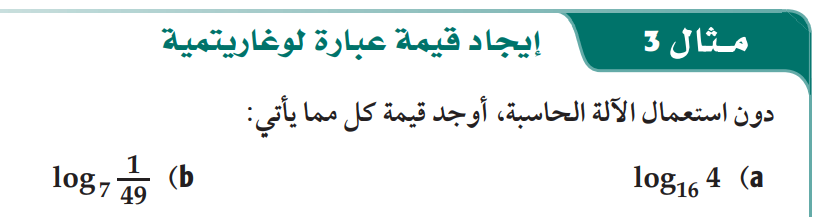 مـثال 3 إيجاد قيمة عبارة لوغاريتمية
دون استعمال الآلة الحاسبة، أوجد قيمة كل مما يأتي:
a) log₁₆ 4 b) log₇ 1/49